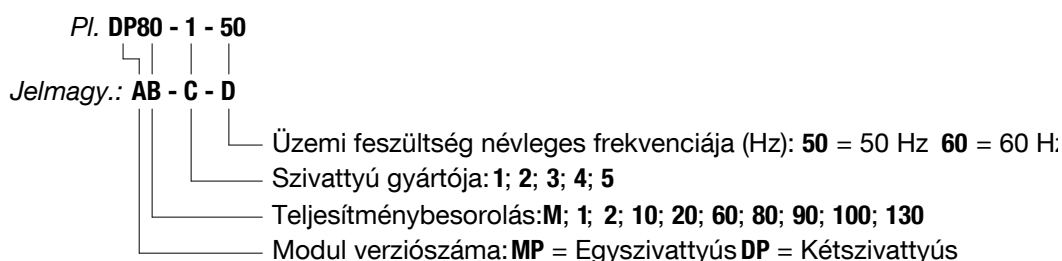 Pl. DP80 - 1 - 50
Jelmagy.: AB - C - D
Üzemi feszültség névleges frekvenciája (Hz): 50 = 50 Hz 60 = 60 Hz
Szivattyú gyártója: 1; 2; 3; 4; 5
Teljesítménybesorolás: M; 1; 2; 10; 20; 60; 80; 90; 100; 130
Modul verziószáma: MP = Egyszivattyús DP = Kétszivattyús